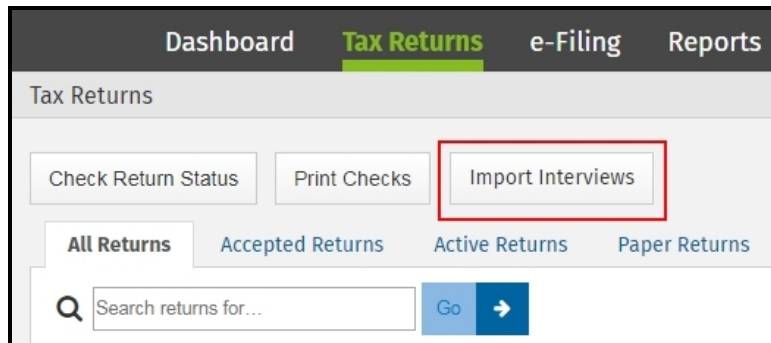 Dashboard Tax Returns e-Filing Reports
Tax Returns
Check Return Status Print Checks Import Interviews
All Returns Accepted Returns Active Returns Paper Returns
Search returns for... Go